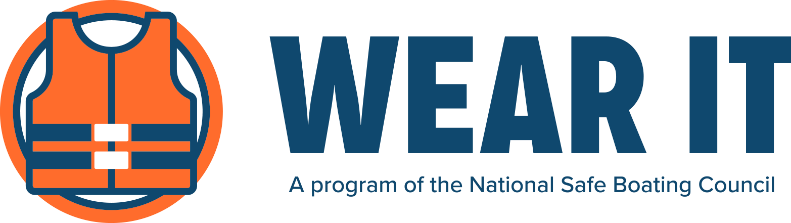 WEAR IT
A program of the National Safe Boating Council